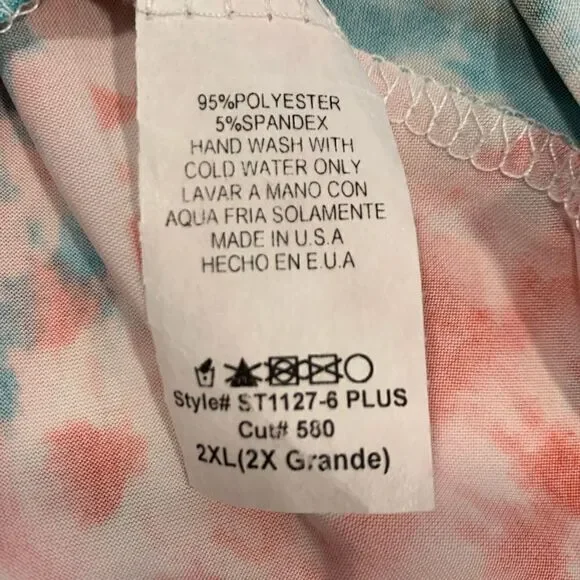 95%POLYESTER
5%SPANDEX
HAND WASH WITH
COLD WATER ONLY
LAVAR A MANO CON
AQUA FRIA SOLAMENTE
MADE IN U.S.A
HECHO EN E.U.A
Style# ST1127-6 PLUS
Cut# 580
2XL(2X Grande)